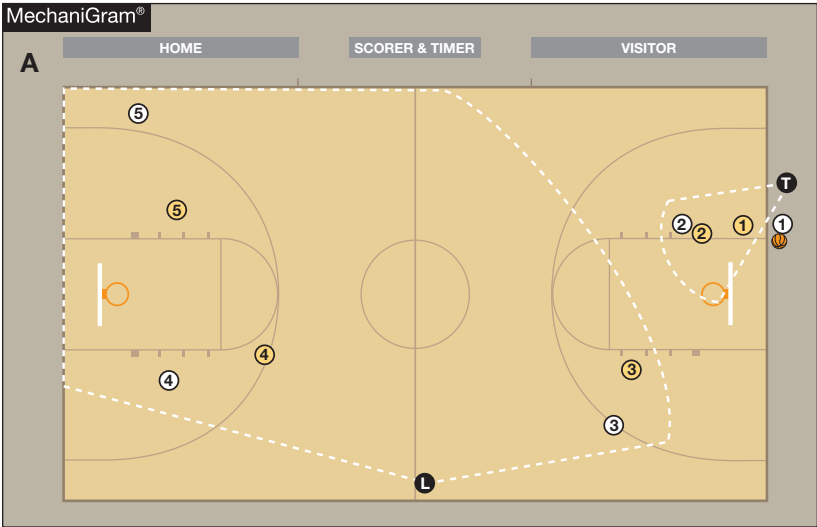 MechaniGram®
HOME
SCORER & TIMER
VISITOR
A
5
T
5
2
2
1
1
4
3
4
3
L